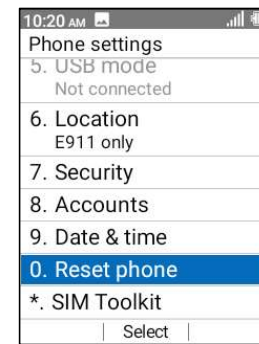 10:20 AM
Phone settings
5. USB mode
Not connected
6. Location
E911 only
7. Security
8. Accounts
9. Date & time
0. Reset phone
*. SIM Toolkit
Select